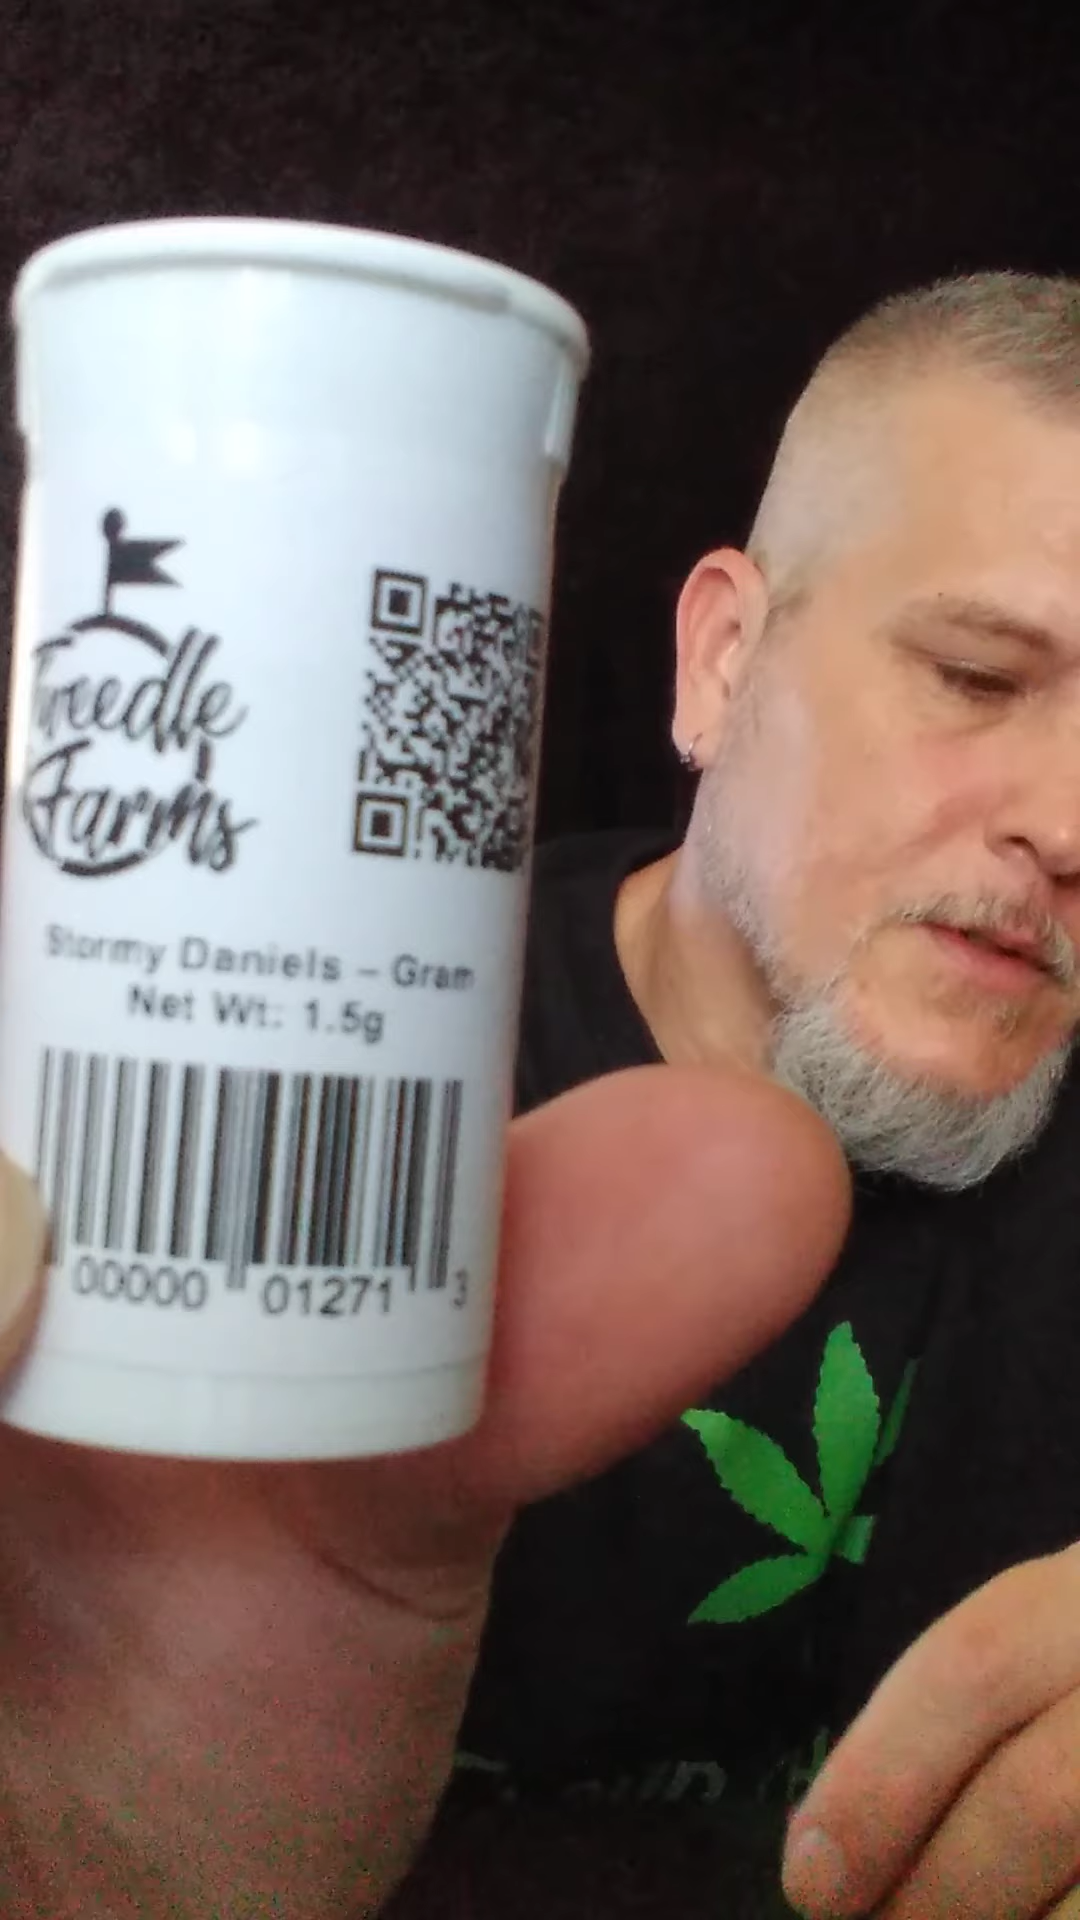 Tweedle
Farms
Stormy Daniels – Gram
Net Wt: 1.5g
00000 01271 3